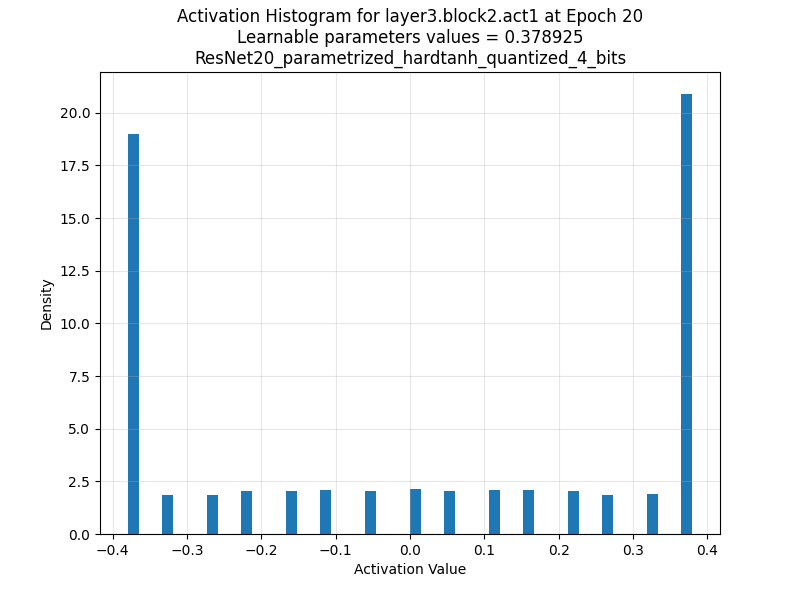 Activation Histogram for layer3.block2.act1 at Epoch 20
Learnable parameters values = 0.378925
ResNet20_parametrized_hardtanh_quantized_4_bits
20.0
17.5
15.0
12.5
10.0
7.5
5.0
2.5
0.0
Density
−0.4 −0.3 −0.2 −0.1 0.0 0.1 0.2 0.3 0.4
Activation Value